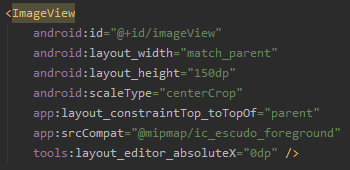 <ImageView
android:id="@+id/imageView"
android:layout_width="match_parent"
android:layout_height="150dp"
android:scaleType="centerCrop"
app:layout_constraintTop_toTopOf="parent"
app:srcCompat="@mipmap/ic_escudo_foreground"
tools:layout_editor_absoluteX="0dp" />